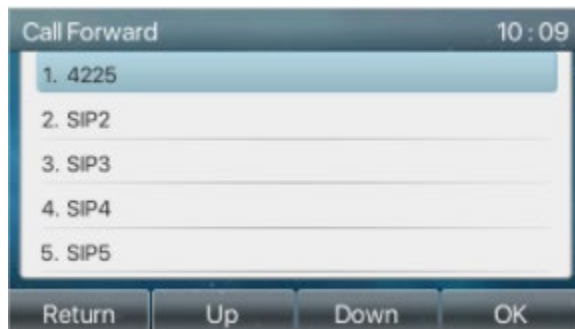 Call Forward 10:09
1. 4225
2. SIP2
3. SIP3
4. SIP4
5. SIP5
Return Up Down OK